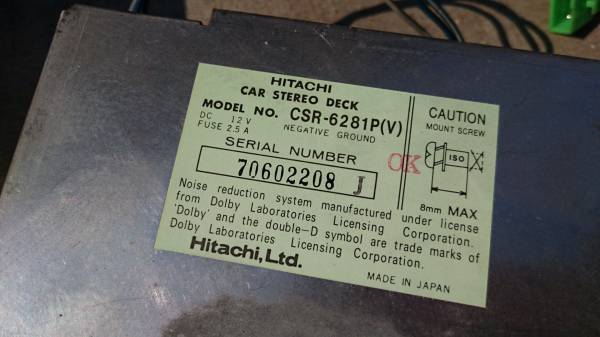 HITACHI
CAR STEREO DECK
MODEL NO. CSR-6281P(V)
DC 12V
NEGATIVE GROUND
FUSE 2.5A
SERIAL NUMBER
70602208 J
Noise reduction system manufactured under license
from Dolby Laboratories Licensing Corporation.
'Dolby' and the double-D symbol are trade marks of
Dolby Laboratories Licensing Corporation.
Hitachi, Ltd.
MADE IN JAPAN
CAUTION
MOUNT SCREW
OK
ISO
8mm MAX